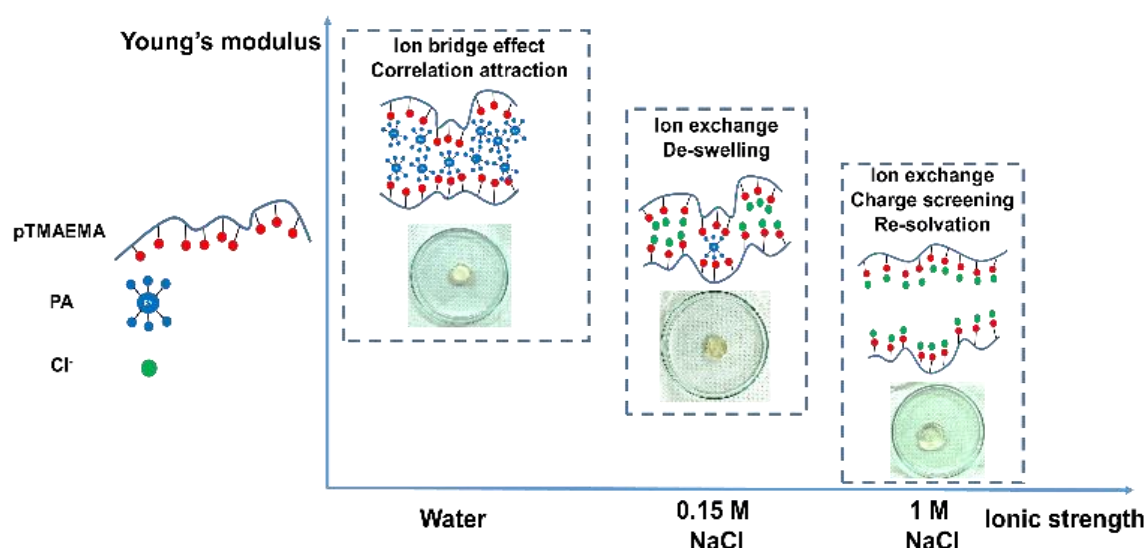 Young's modulus
Ion bridge effect
Correlation attraction
Ion exchange
De-swelling
Ion exchange
Charge screening
Re-solvation
pTMAEMA
PA
Cl-
Water
0.15 M
NaCl
1 M
NaCl
Ionic strength